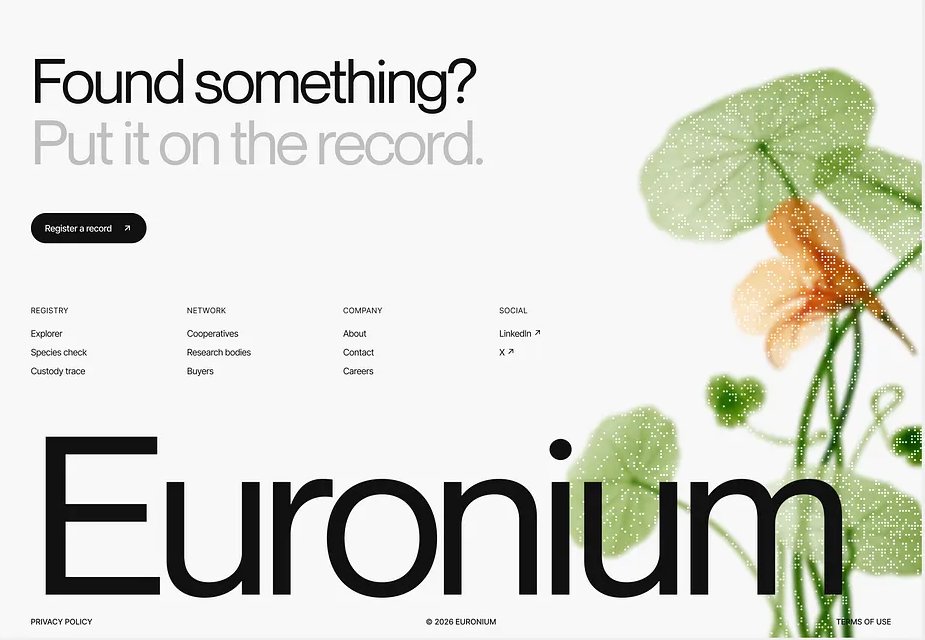 Found something?
Put it on the record.
Register a record ↗
REGISTRY
Explorer
Species check
Custody trace
NETWORK
Cooperatives
Research bodies
Buyers
COMPANY
About
Contact
Careers
SOCIAL
LinkedIn ↗
X ↗
Euronium
PRIVACY POLICY
© 2026 EURONIUM
TERMS OF USE